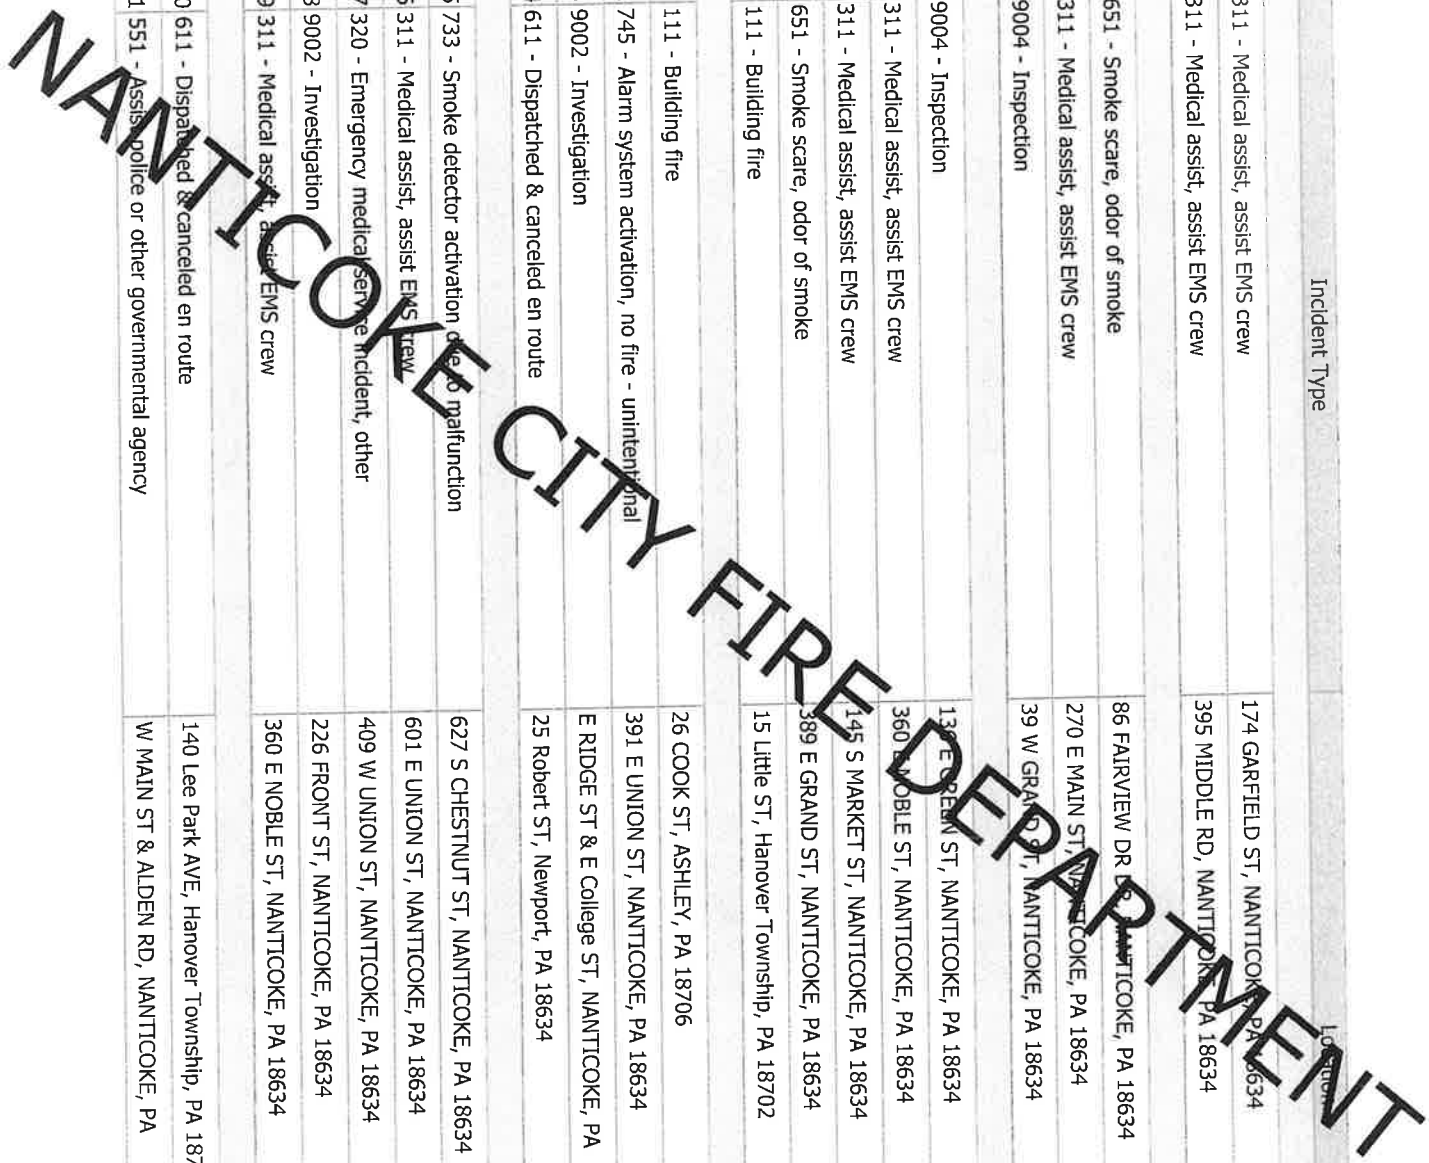 Incident Type Location
311 - Medical assist, assist EMS crew 174 GARFIELD ST, NANTICOKE, PA 18634
311 - Medical assist, assist EMS crew 395 MIDDLE RD, NANTICOKE, PA 18634
651 - Smoke scare, odor of smoke 86 FAIRVIEW DR DR, NANTICOKE, PA 18634
311 - Medical assist, assist EMS crew 270 E MAIN ST, NANTICOKE, PA 18634
9004 - Inspection 39 W GRAND ST, NANTICOKE, PA 18634
9004 - Inspection E GREEN ST, NANTICOKE, PA 18634
311 - Medical assist, assist EMS crew 360 E NOBLE ST, NANTICOKE, PA 18634
311 - Medical assist, assist EMS crew 145 S MARKET ST, NANTICOKE, PA 18634
651 - Smoke scare, odor of smoke 389 E GRAND ST, NANTICOKE, PA 18634
111 - Building fire 15 Little ST, Hanover Township, PA 18702
111 - Building fire 26 COOK ST, ASHLEY, PA 18706
745 - Alarm system activation, no fire - unintentional 391 E UNION ST, NANTICOKE, PA 18634
9002 - Investigation E RIDGE ST & E College ST, NANTICOKE, PA
611 - Dispatched & canceled en route 25 Robert ST, Newport, PA 18634
733 - Smoke detector activation due to malfunction 627 S CHESTNUT ST, NANTICOKE, PA 18634
311 - Medical assist, assist EMS crew 601 E UNION ST, NANTICOKE, PA 18634
7 320 - Emergency medical service incident, other 409 W UNION ST, NANTICOKE, PA 18634
3 9002 - Investigation 226 FRONT ST, NANTICOKE, PA 18634
9 311 - Medical assist, assist EMS crew 360 E NOBLE ST, NANTICOKE, PA 18634
0 611 - Dispatched & canceled en route 140 Lee Park AVE, Hanover Township, PA 187
1 551 - Assist police or other governmental agency W MAIN ST & ALDEN RD, NANTICOKE, PA
NANTICOKE CITY FIRE DEPARTMENT